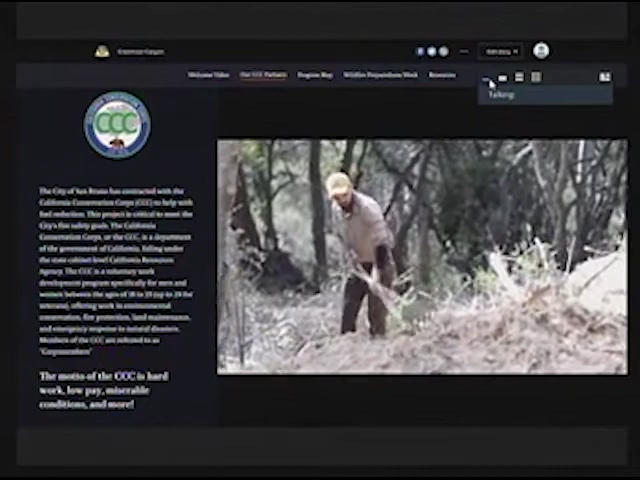 Crestmoor Canyon
Edit story
Welcome Video Our CCC Partners Progress Map Wildfire Preparedness Week Resources
Talking:
CCC
The City of San Bruno has contracted with the
California Conservation Corps (CCC) to help with
fuel reduction. This project is critical to meet the
City's fire safety goals. The California
Conservation Corps, or the CCC, is a department
of the government of California, falling under
the state cabinet level California Resources
Agency. The CCC is a voluntary work
development program specifically for men and
women between the ages of 18 to 25 (up to 29 for
veterans), offering work in environmental
conservation, fire protection, land maintenance,
and emergency response to natural disasters.
Members of the CCC are referred to as
"Corpsmembers"
The motto of the CCC is hard
work, low pay, miserable
conditions, and more!